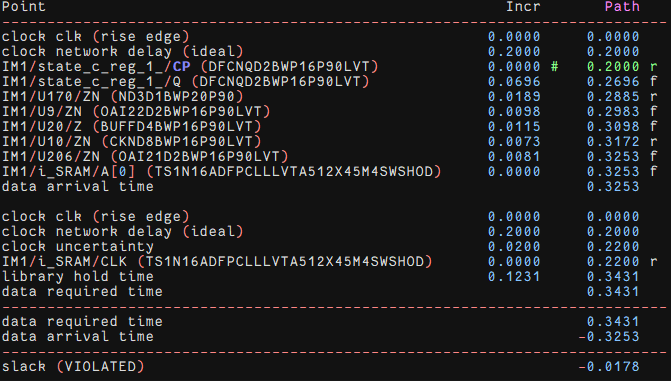 Point Incr Path
clock clk (rise edge) 0.0000 0.0000
clock network delay (ideal) 0.2000 0.2000
IM1/state_c_reg_1_/CP (DFCNQD2BWP16P90LVT) 0.0000 # 0.2000 r
IM1/state_c_reg_1_/Q (DFCNQD2BWP16P90LVT) 0.0696 0.2696 f
IM1/U170/ZN (ND3D1BWP20P90) 0.0189 0.2885 r
IM1/U9/ZN (OAI22D2BWP16P90LVT) 0.0098 0.2983 f
IM1/U20/Z (BUFFD4BWP16P90LVT) 0.0115 0.3098 f
IM1/U10/ZN (CKND8BWP16P90LVT) 0.0073 0.3172 r
IM1/U206/ZN (OAI21D2BWP16P90LVT) 0.0081 0.3253 f
IM1/i_SRAM/A[0] (TS1N16ADFPCLLLVTA512X45M4SWSHOD) 0.0000 0.3253 f
data arrival time 0.3253
clock clk (rise edge) 0.0000 0.0000
clock network delay (ideal) 0.2000 0.2000
clock uncertainty 0.0200 0.2200
IM1/i_SRAM/CLK (TS1N16ADFPCLLLVTA512X45M4SWSHOD) 0.0000 0.2200 r
library hold time 0.1231 0.3431
data required time 0.3431
data required time 0.3431
data arrival time -0.3253
slack (VIOLATED) -0.0178